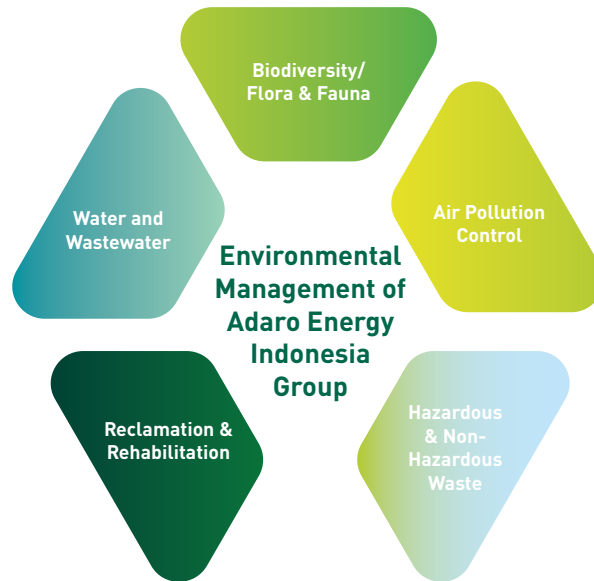 Biodiversity/
Flora & Fauna
Air Pollution
Control
Hazardous
& Non-
Hazardous
Waste
Reclamation &
Rehabilitation
Water and
Wastewater
Environmental
Management of
Adaro Energy
Indonesia
Group